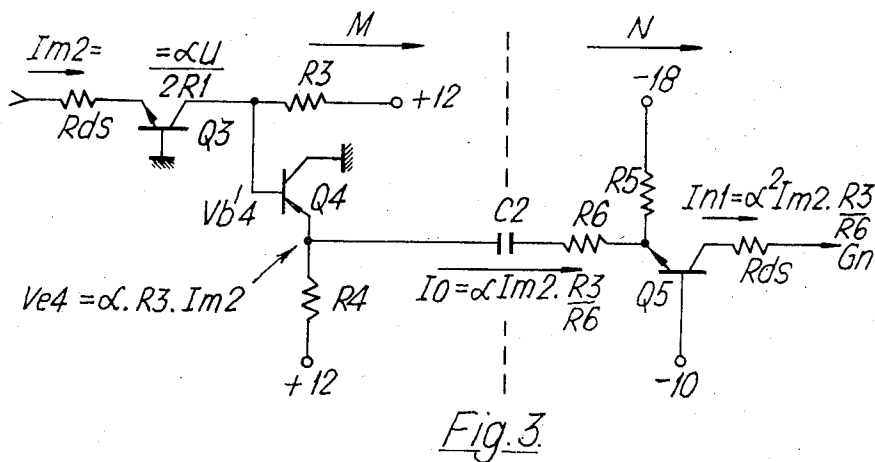 M
N
Im2= =αU
2R1
R3
+12
-18
Rds
Q3
Vb'4
Q4
C2
R6
R5
In1=α²Im2.R3
R6
Gn
Rds
Q5
Ve4=α.R3.Im2
R4
Io=αIm2.R3
R6
+12
-10
Fig.3.